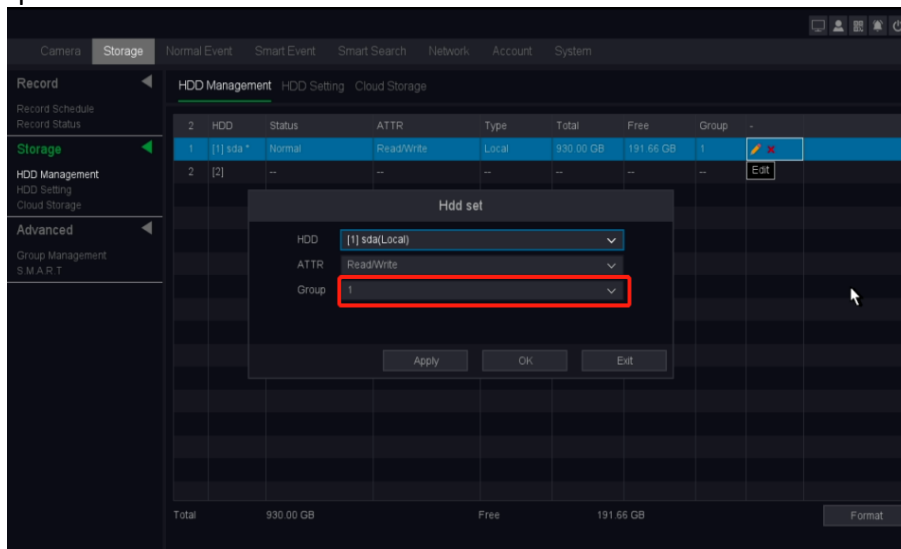 Camera Storage Normal Event Smart Event Smart Search Network Account System
Record
Record Schedule
Record Status
Storage
HDD Management
HDD Setting
Cloud Storage
Advanced
Group Management
S.M.A.R.T
HDD Management HDD Setting Cloud Storage
2 HDD Status ATTR Type Total Free Group -
1 [1] sda * Normal Read/Write Local 930.00 GB 191.66 GB 1
2 [2] -- -- -- -- -- --
Edit
Hdd set
HDD [1] sda(Local)
ATTR Read/Write
Group 1
Apply OK Exit
Total 930.00 GB Free 191.66 GB Format